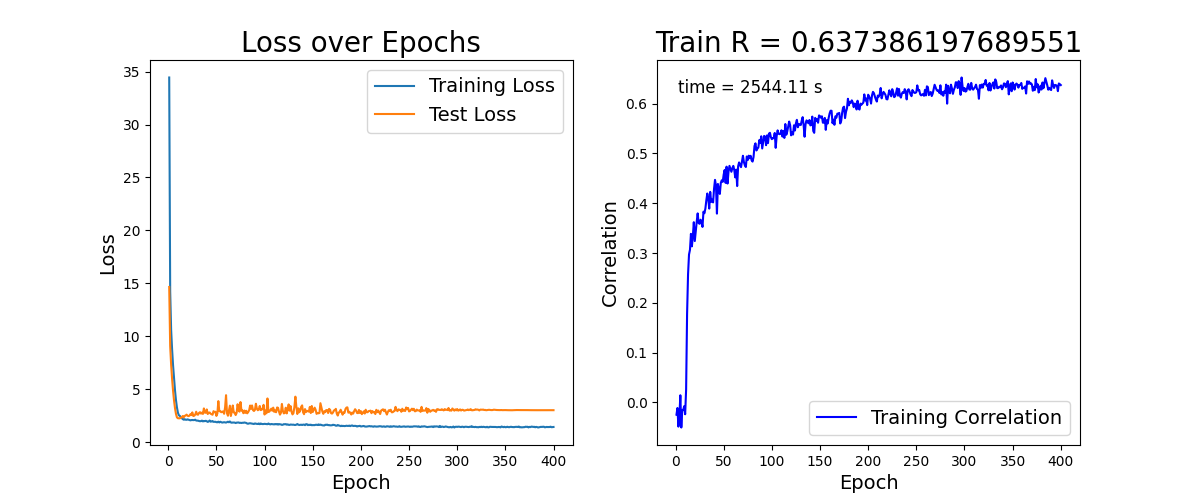 Loss over Epochs
Training Loss
Test Loss
35
30
25
20
15
10
5
0
Loss
0 50 100 150 200 250 300 350 400
Epoch
Train R = 0.637386197689551
time = 2544.11 s
0.6
0.5
0.4
0.3
0.2
0.1
0.0
Correlation
Training Correlation
0 50 100 150 200 250 300 350 400
Epoch